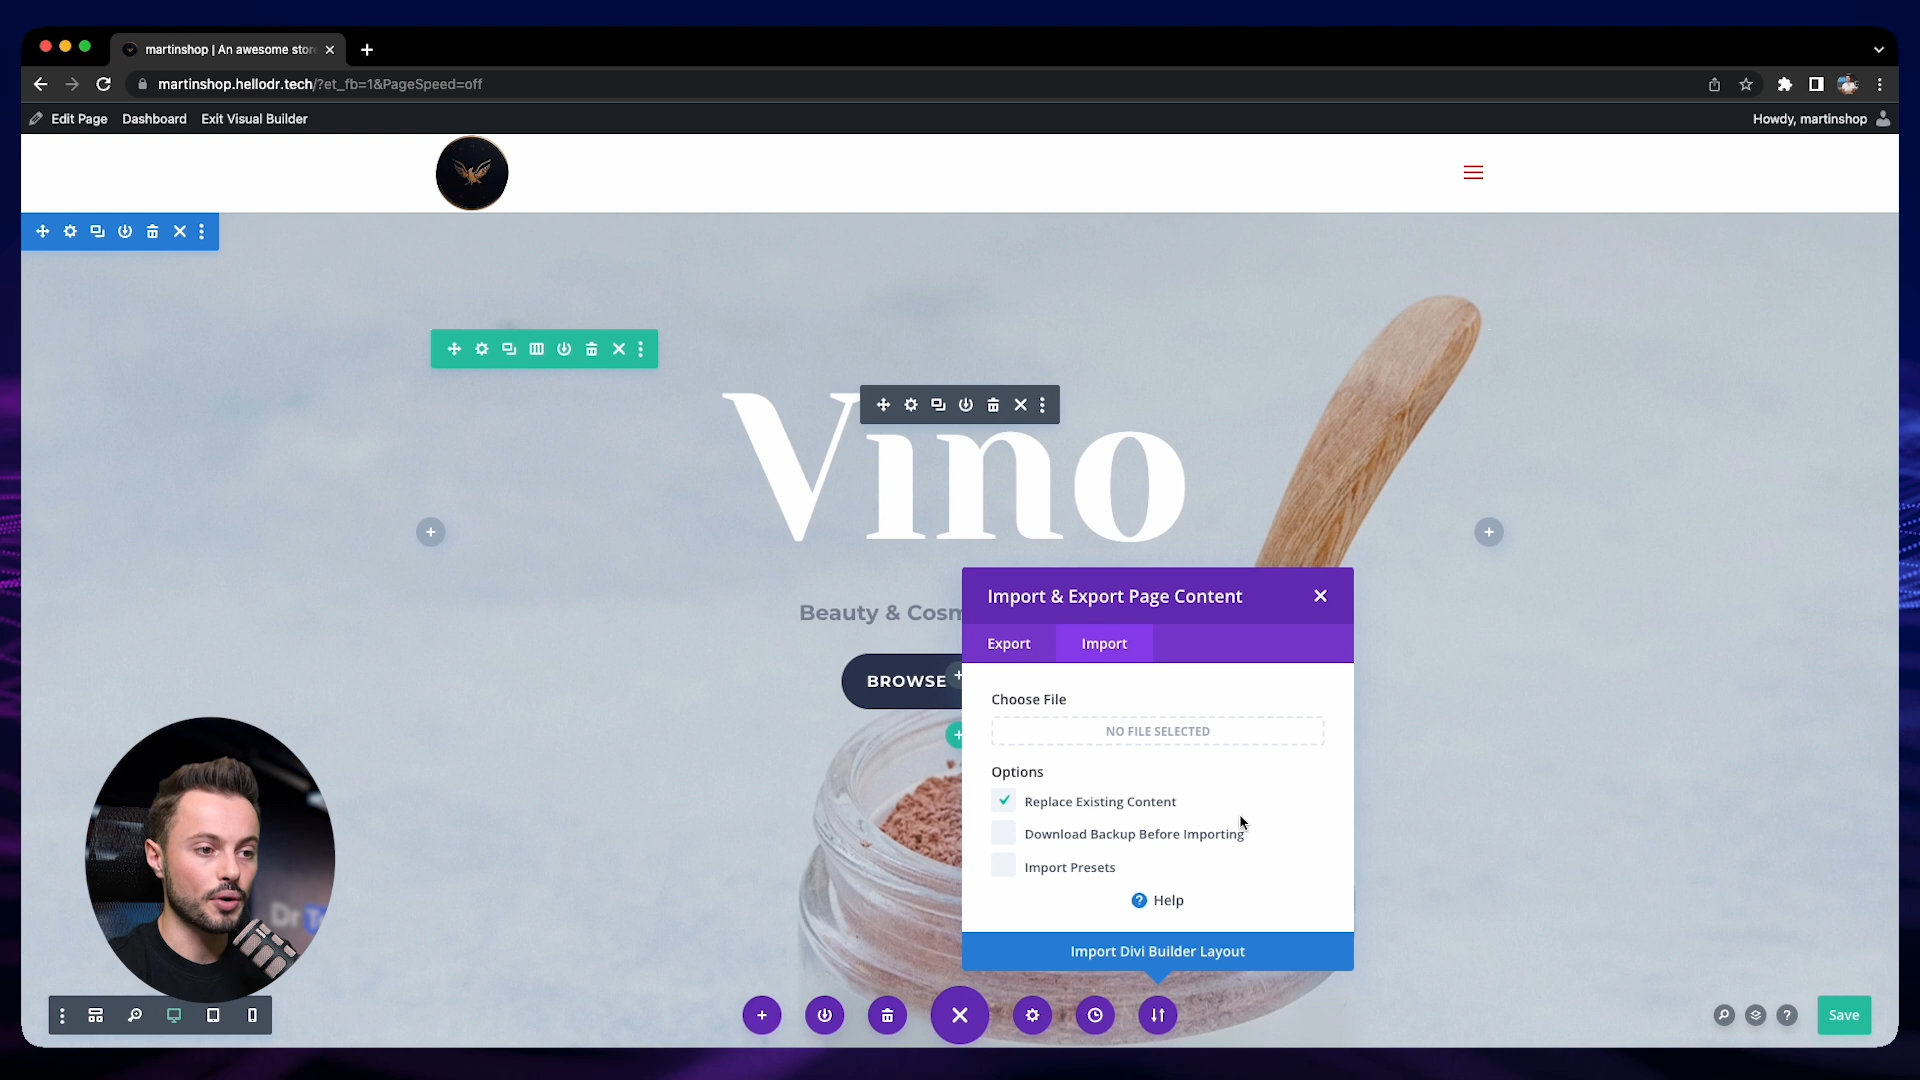 martinshop | An awesome stor
martinshop.hellodr.tech/?et_fb=1&PageSpeed=off
Edit Page Dashboard Exit Visual Builder Howdy, martinshop
Vino
Beauty & Cosm
BROWSE
Import & Export Page Content
Export Import
Choose File
NO FILE SELECTED
Options
Replace Existing Content
Download Backup Before Importing
Import Presets
Help
Import Divi Builder Layout
Dr T
Save